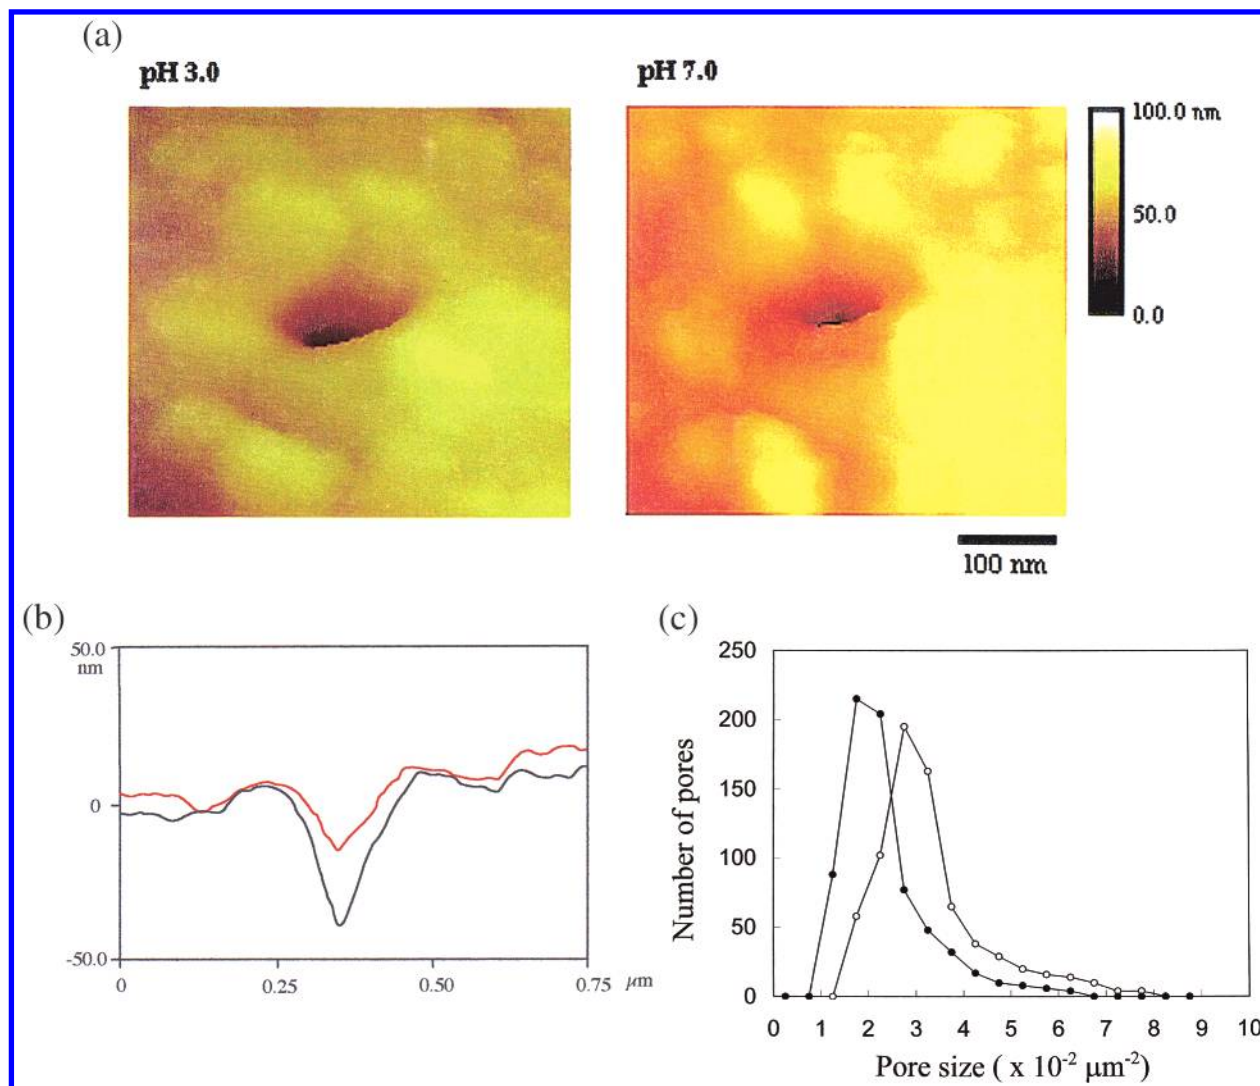 (a)
pH 3.0
pH 7.0
100.0 nm
50.0
0.0
100 nm
(b)
50.0
nm
0
-50.0
0
0.25
0.50
0.75
μm
(c)
250
200
150
100
50
0
Number of pores
0 1 2 3 4 5 6 7 8 9 10
Pore size ( x 10⁻² μm⁻²)